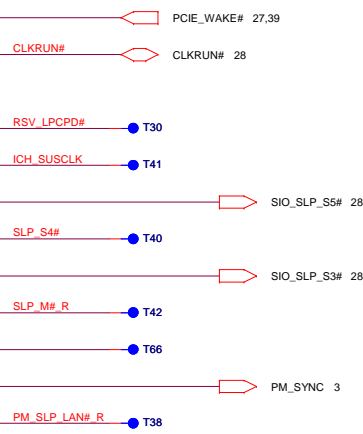 PCIE_WAKE# 27,39
CLKRUN# CLKRUN# 28
RSV_LPCPD# T30
ICH_SUSCLK T41
SIO_SLP_S5# 28
SLP_S4# T40
SIO_SLP_S3# 28
SLP_M#_R T42
T66
PM_SYNC 3
PM_SLP_LAN#_R T38